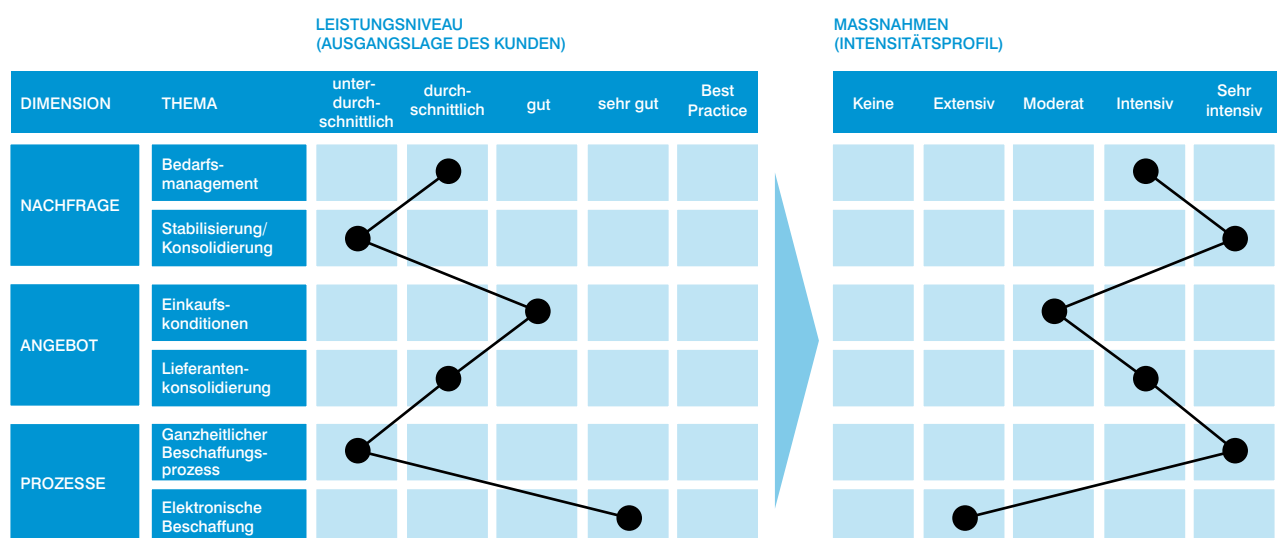 LEISTUNGSNIVEAU
(AUSGANGSLAGE DES KUNDEN)
MASSNAHMEN
(INTENSITÄTSPROFIL)
DIMENSION
THEMA
unter-
durch-
schnittlich
durch-
schnittlich
gut
sehr gut
Best
Practice
Keine
Extensiv
Moderat
Intensiv
Sehr
intensiv
NACHFRAGE
Bedarfs-
management
Stabilisierung/
Konsolidierung
ANGEBOT
Einkaufs-
konditionen
Lieferanten-
konsolidierung
PROZESSE
Ganzheitlicher
Beschaffungs-
prozess
Elektronische
Beschaffung